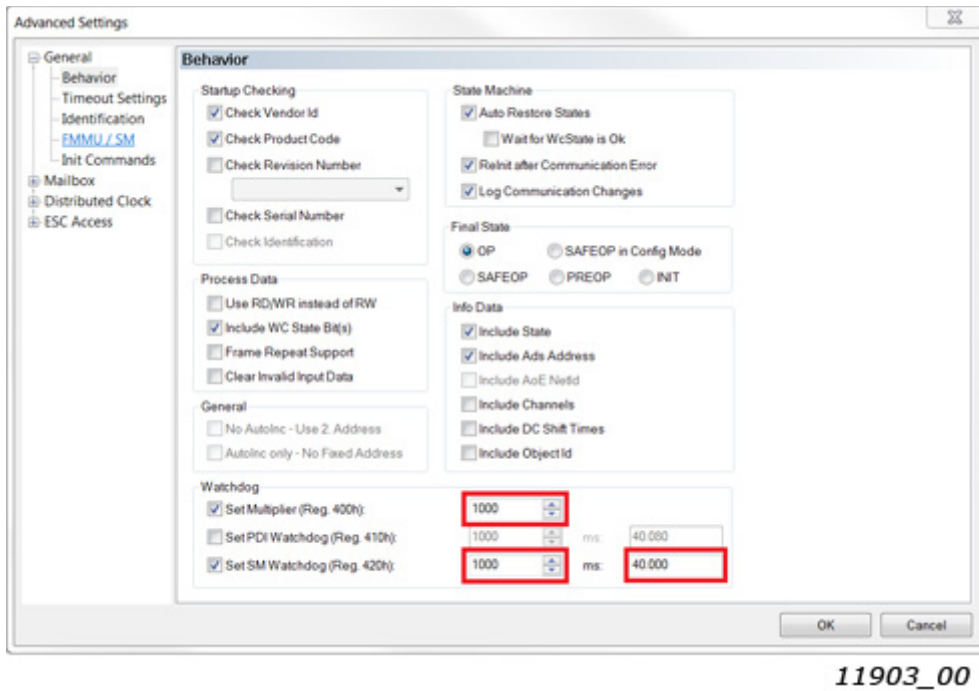 Advanced Settings
General
Behavior
Timeout Settings
Identification
FMMU / SM
Init Commands
Mailbox
Distributed Clock
ESC Access
Behavior
Startup Checking
Check Vendor Id
Check Product Code
Check Revision Number
Check Serial Number
Check Identification
Process Data
Use RD/WR instead of RW
Include WC State Bit(s)
Frame Repeat Support
Clear Invalid Input Data
General
No AutoInc - Use 2. Address
AutoInc only - No Fixed Address
State Machine
Auto Restore States
Wait for WcState is Ok
ReInit after Communication Error
Log Communication Changes
Final State
OP SAFEOP in Config Mode
SAFEOP PREOP INIT
Info Data
Include State
Include Ads Address
Include AoE NetId
Include Channels
Include DC Shift Times
Include Object Id
Watchdog
Set Multiplier (Reg. 400h): 1000
Set PDI Watchdog (Reg. 410h): 1000 ms: 40.080
Set SM Watchdog (Reg. 420h): 1000 ms: 40.000
OK Cancel
11903_00